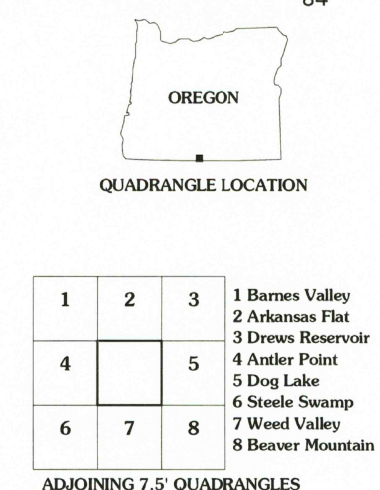 OREGON
QUADRANGLE LOCATION
1 2 3
4 5
6 7 8
1 Barnes Valley
2 Arkansas Flat
3 Drews Reservoir
4 Antler Point
5 Dog Lake
6 Steele Swamp
7 Weed Valley
8 Beaver Mountain
ADJOINING 7.5' QUADRANGLES